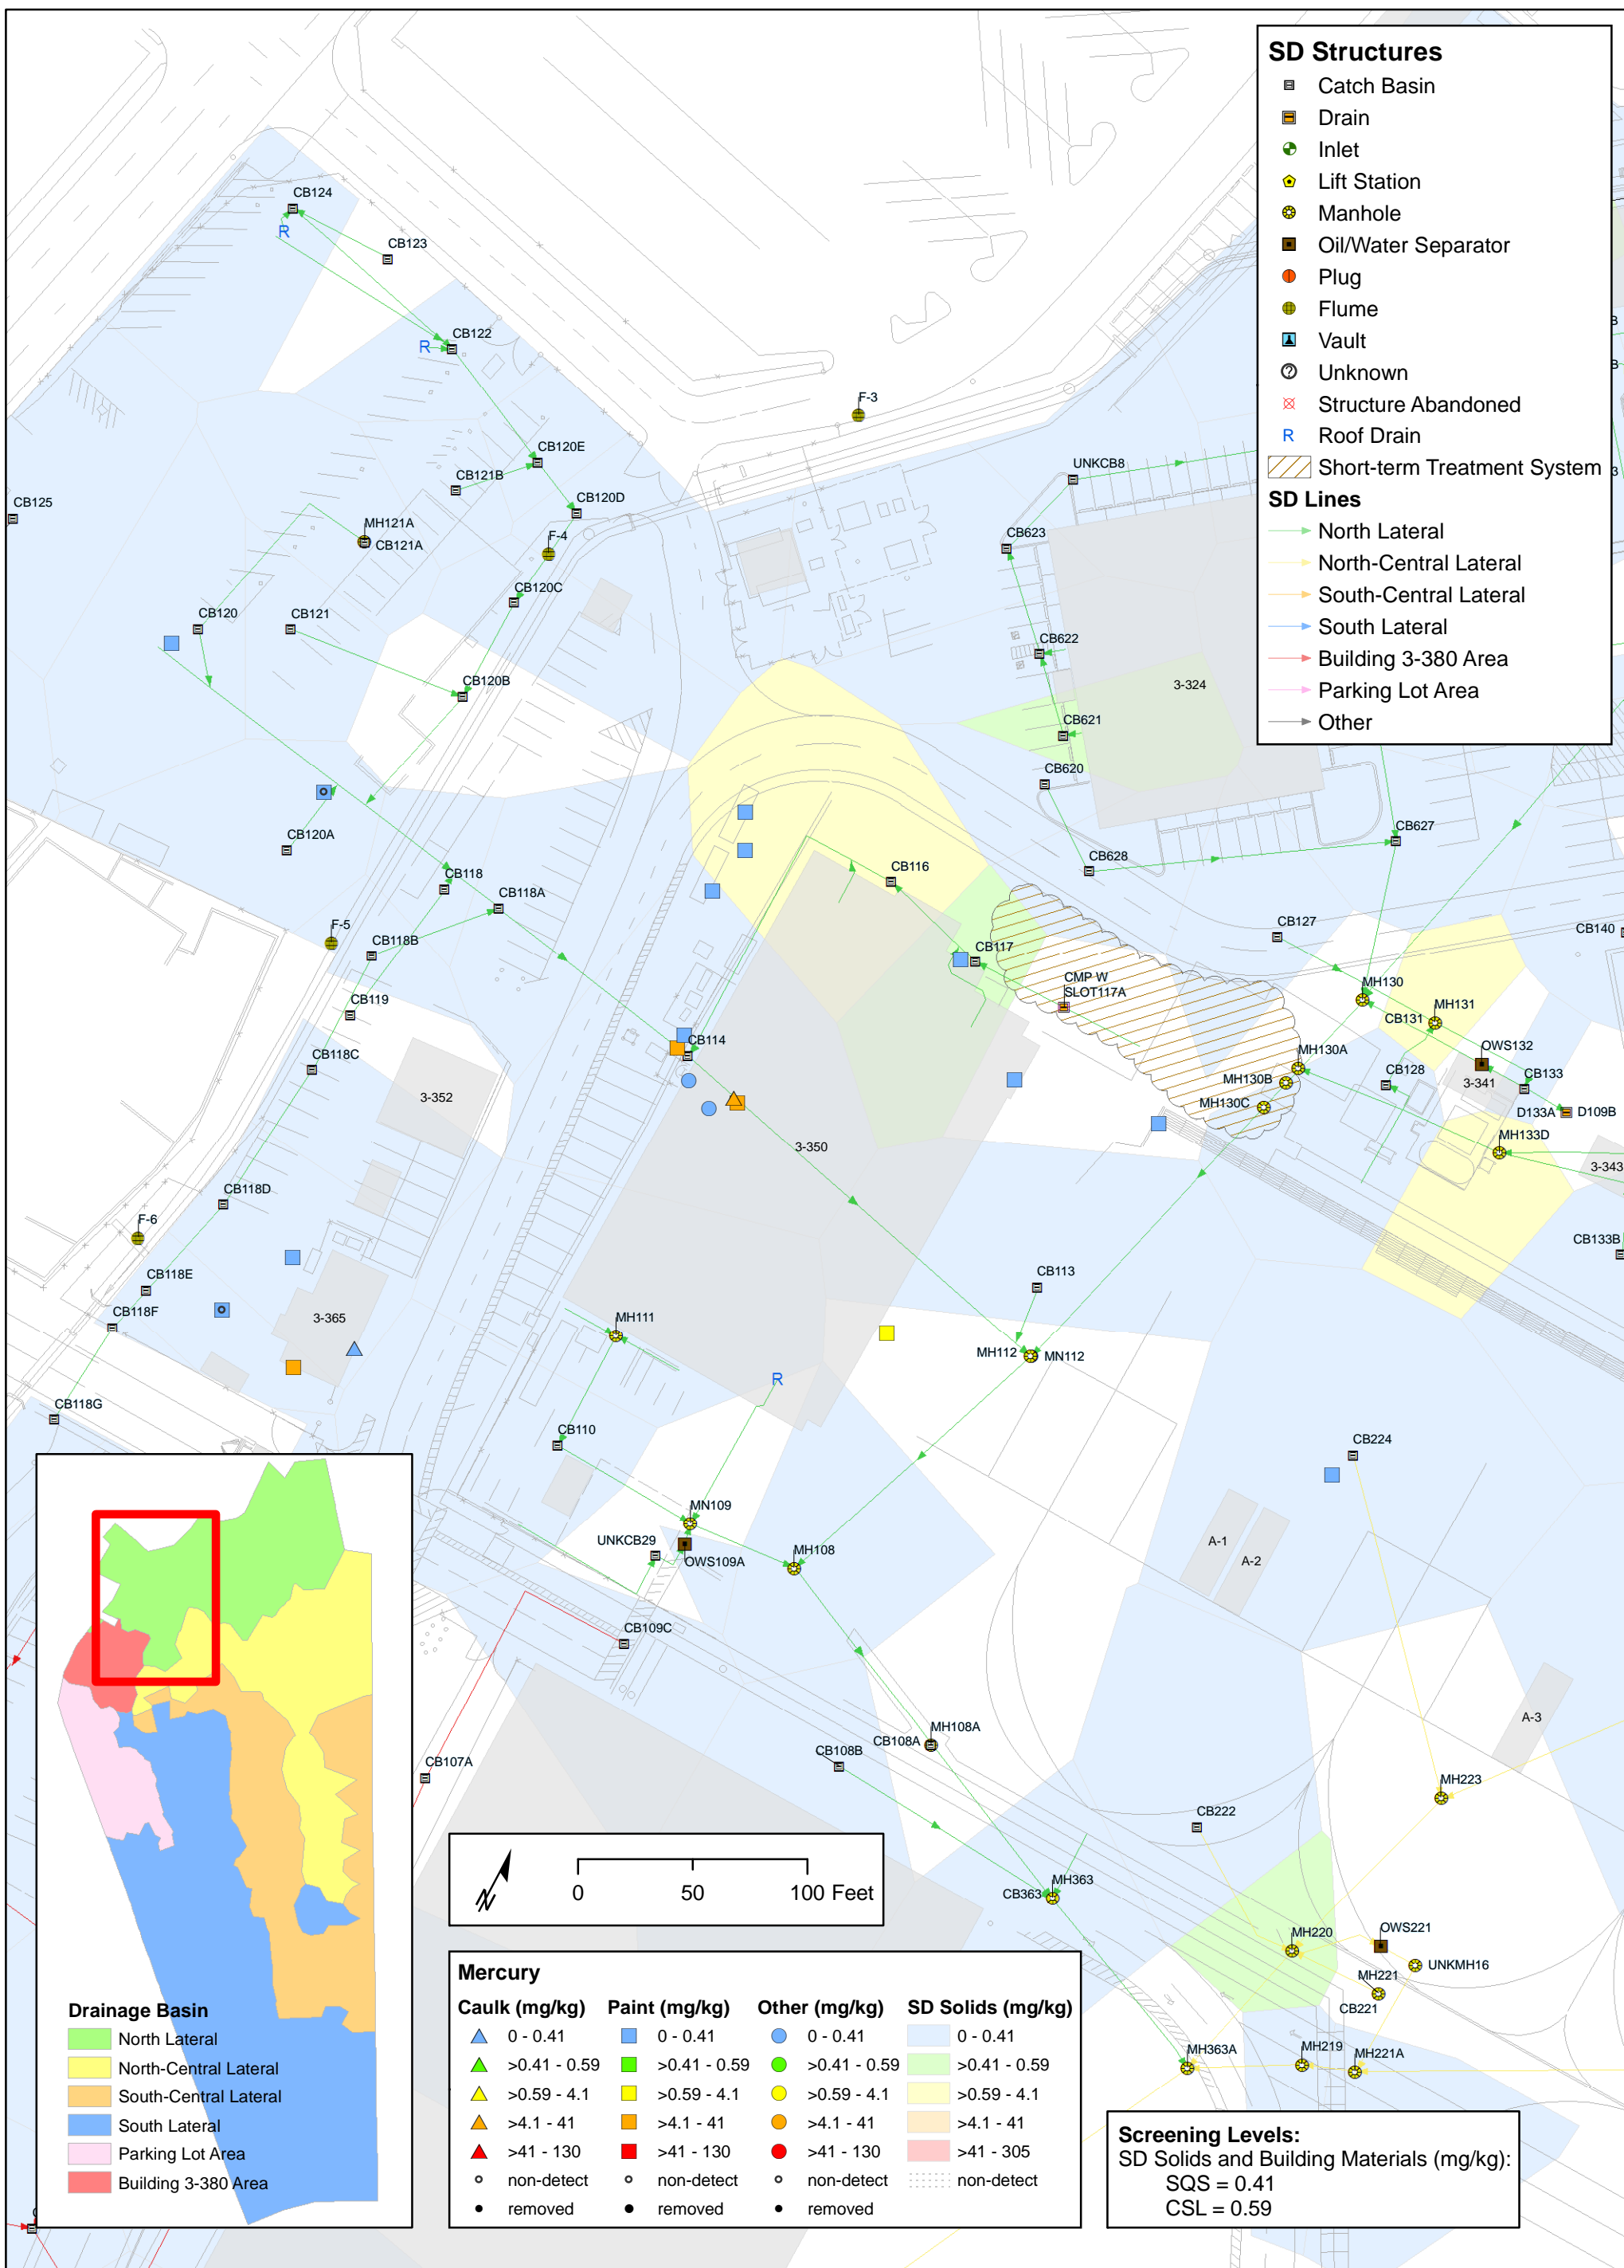 SD Structures
Catch Basin
Drain
Inlet
Lift Station
Manhole
Oil/Water Separator
Plug
Flume
Vault
Unknown
Structure Abandoned
R Roof Drain
Short-term Treatment System
SD Lines
North Lateral
North-Central Lateral
South-Central Lateral
South Lateral
Building 3-380 Area
Parking Lot Area
Other
CB124
R
CB123
CB122
R
F-3
CB120E
CB121B
UNKCB8
CB125
CB120D
MH121A
CB121A
F-4
CB623
CB120C
CB120
CB121
CB622
CB120B
3-324
CB621
CB620
CB120A
CB627
CB628
CB116
CB118
CB118A
F-5
CB127
CB140
CB118B
CB117
CMP W
SLOT117A
MH130
MH131
CB119
CB131
CB114
OWS132
MH130A
CB118C
MH130B
CB128
3-341
CB133
3-352
MH130C
D133A
D109B
MH133D
3-350
3-343
CB118D
F-6
CB133B
CB118E
CB113
CB118F
3-365
MH111
MH112
MN112
R
CB118G
CB110
CB224
MN109
UNKCB29
OWS109A
MH108
A-1
A-2
CB109C
A-3
MH108A
CB108A
CB108B
CB107A
MH223
CB222
CB363
MH363
MH220
OWS221
UNKMH16
MH221
CB221
MH363A
MH219
MH221A
Drainage Basin
North Lateral
North-Central Lateral
South-Central Lateral
South Lateral
Parking Lot Area
Building 3-380 Area
N
0 50 100 Feet
Mercury
Caulk (mg/kg) Paint (mg/kg) Other (mg/kg) SD Solids (mg/kg)
0 - 0.41 0 - 0.41 0 - 0.41 0 - 0.41
>0.41 - 0.59 >0.41 - 0.59 >0.41 - 0.59 >0.41 - 0.59
>0.59 - 4.1 >0.59 - 4.1 >0.59 - 4.1 >0.59 - 4.1
>4.1 - 41 >4.1 - 41 >4.1 - 41 >4.1 - 41
>41 - 130 >41 - 130 >41 - 130 >41 - 305
non-detect non-detect non-detect non-detect
removed removed removed
Screening Levels:
SD Solids and Building Materials (mg/kg):
SQS = 0.41
CSL = 0.59